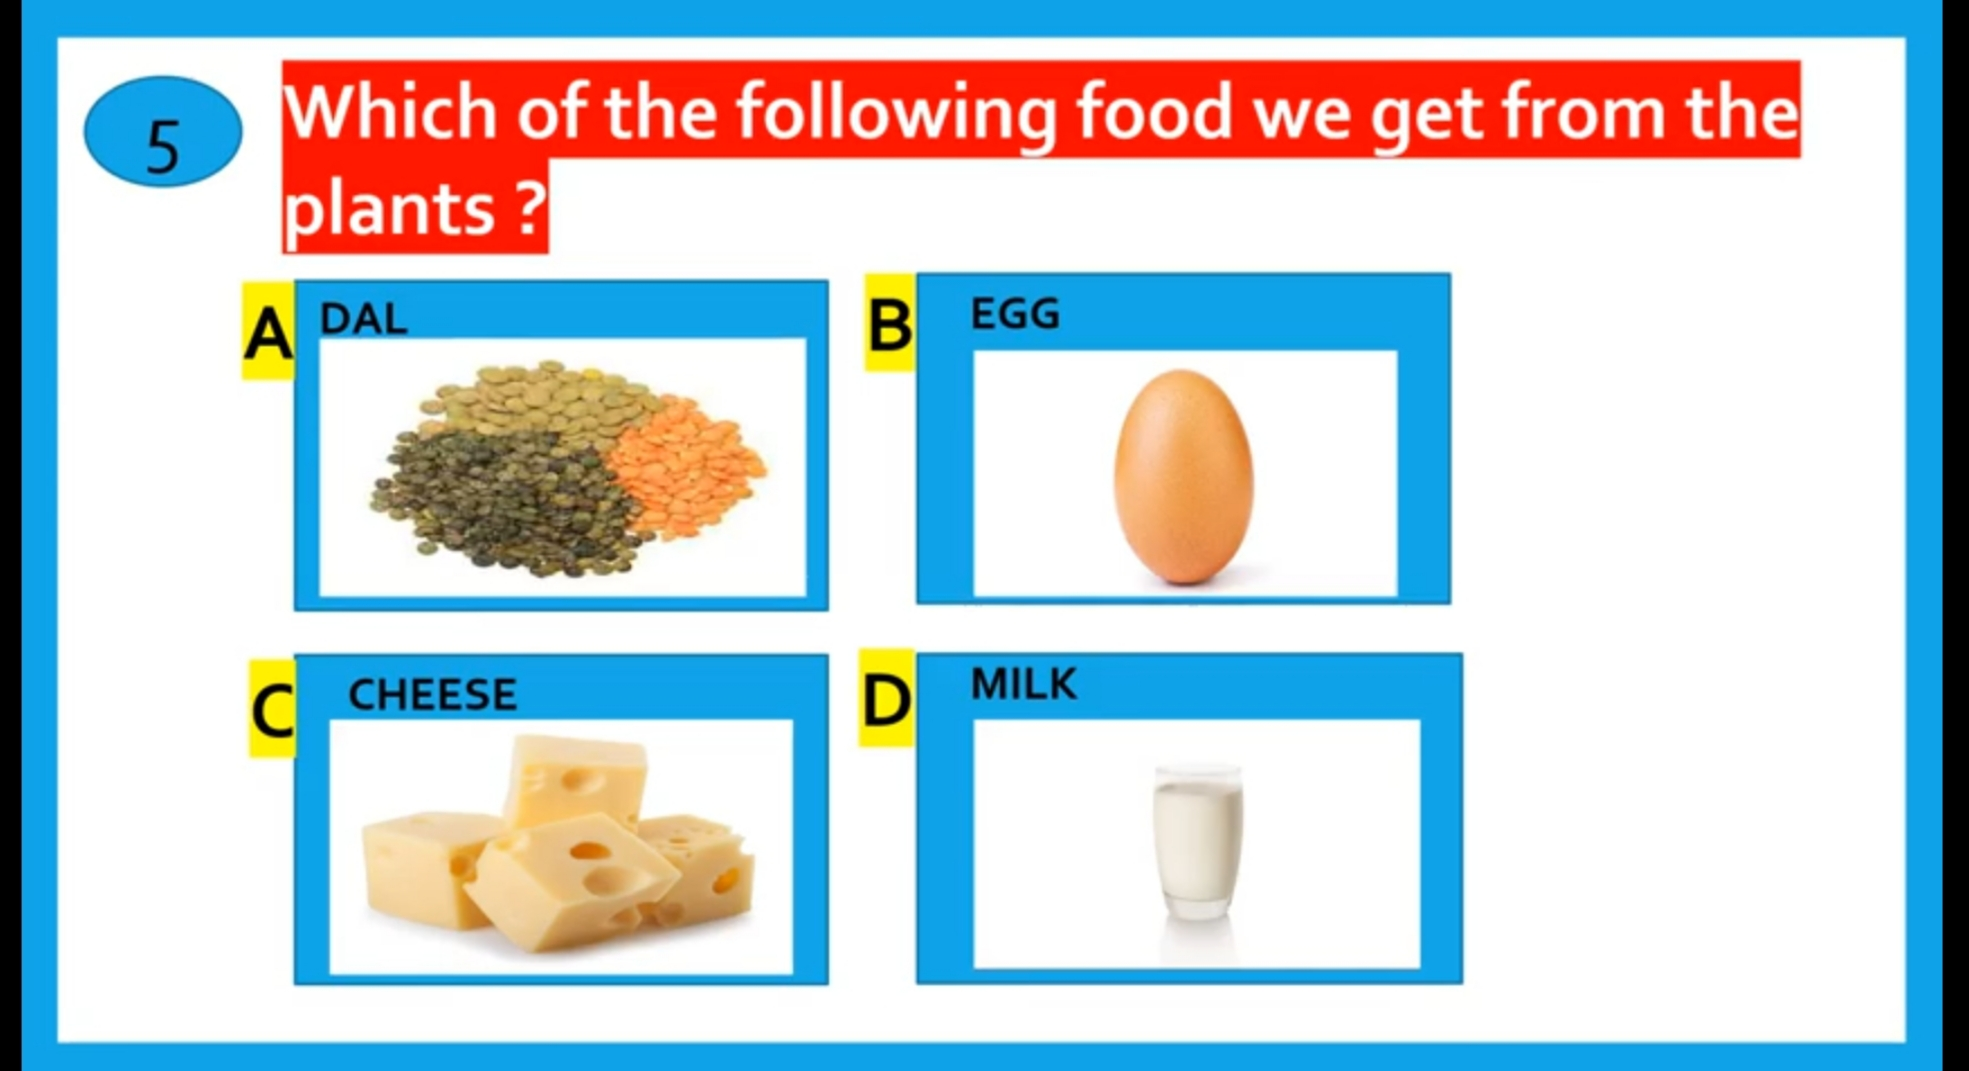 5
Which of the following food we get from the
plants ?
A
DAL
B
EGG
C
CHEESE
D
MILK